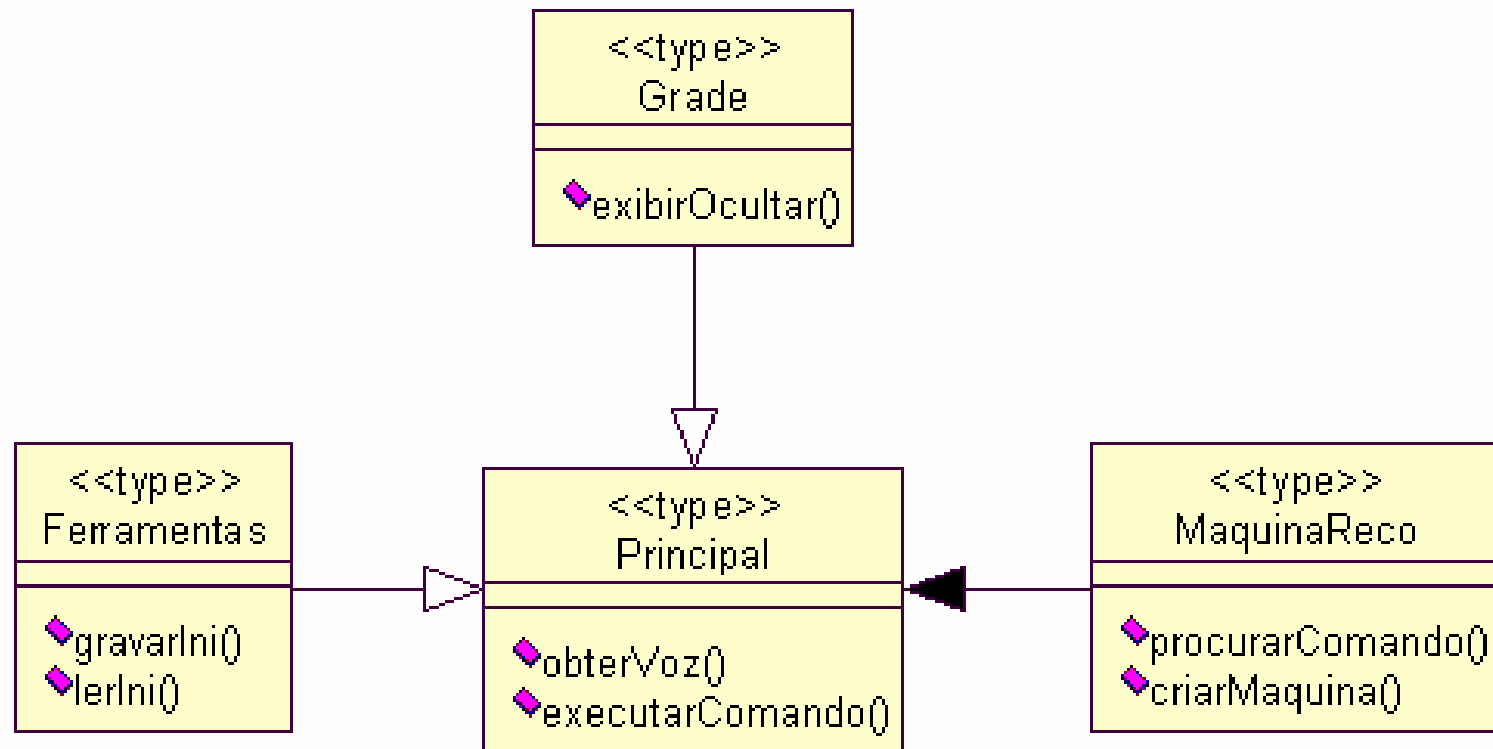 <<type>>
Grade
exibirOcultar()
<<type>>
Ferramentas
gravarIni()
lerIni()
<<type>>
Principal
obterVoz()
executarComando()
<<type>>
MaquinaReco
procurarComando()
criarMaquina()